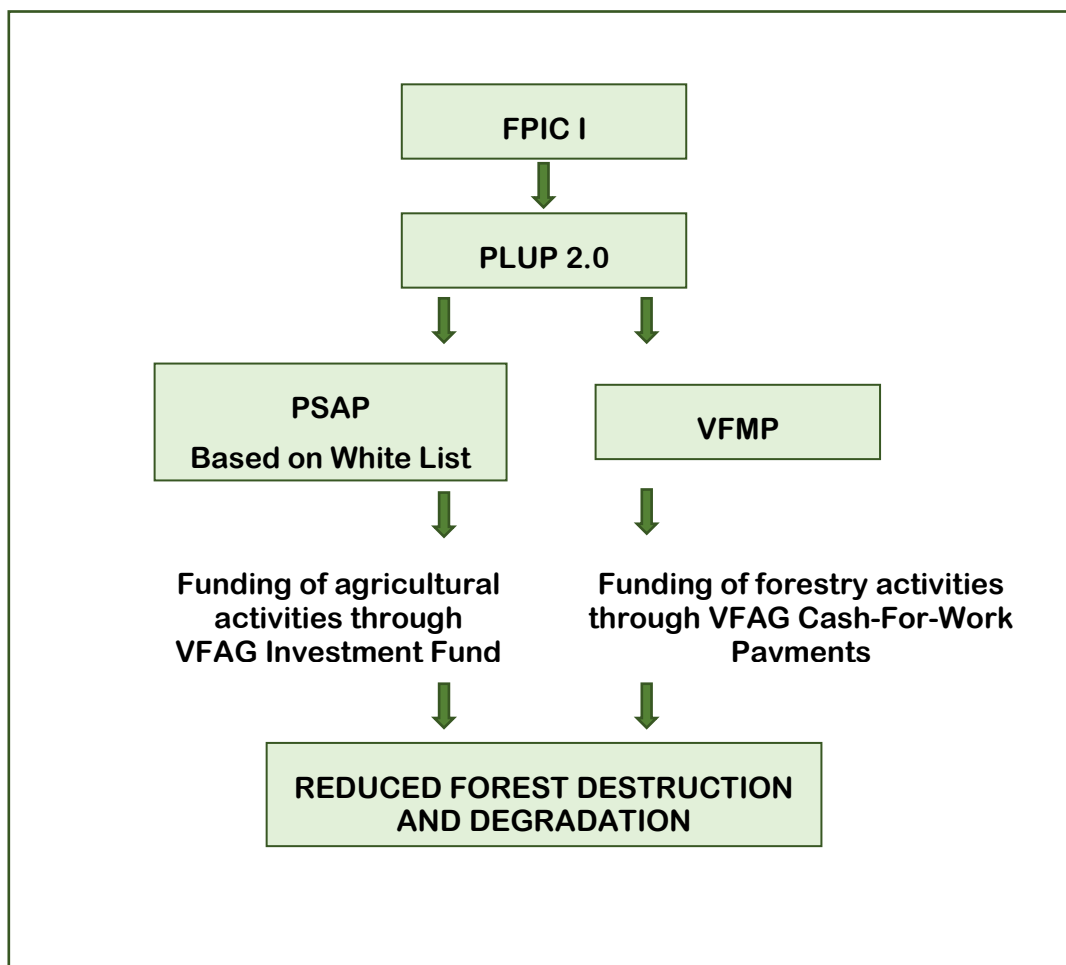 FPIC I
PLUP 2.0
PSAP
Based on White List
VFMP
Funding of agricultural
activities through
VFAG Investment Fund
Funding of forestry activities
through VFAG Cash-For-Work
Payments
REDUCED FOREST DESTRUCTION
AND DEGRADATION